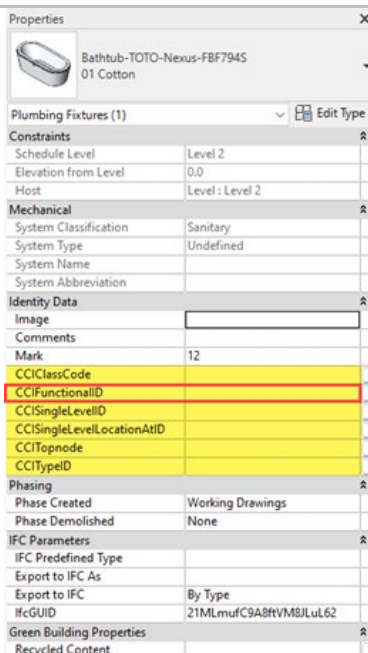 Properties
Bathtub-TOTO-Nexus-FBF794S
01 Cotton
Plumbing Fixtures (1) Edit Type
Constraints
Schedule Level Level 2
Elevation from Level 0.0
Host Level : Level 2
Mechanical
System Classification Sanitary
System Type Undefined
System Name
System Abbreviation
Identity Data
Image
Comments
Mark 12
CCIClassCode
CCIFunctionalID
CCISingleLevelID
CCISingleLevelLocationAtID
CCITopnode
CCITypeID
Phasing
Phase Created Working Drawings
Phase Demolished None
IFC Parameters
IFC Predefined Type
Export to IFC As
Export to IFC By Type
IfcGUID 21MLmufC9A8ftVM8JLuL62
Green Building Properties
Recycled Content